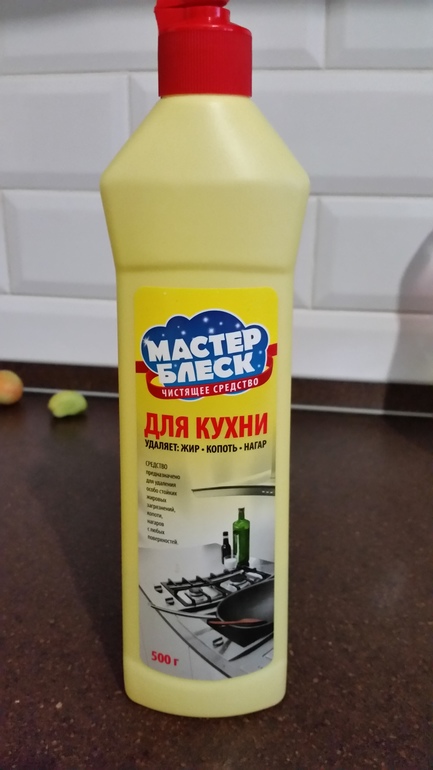 МАСТЕР
БЛЕСК
ЧИСТЯЩЕЕ СРЕДСТВО
ДЛЯ КУХНИ
УДАЛЯЕТ: ЖИР • КОПОТЬ • НАГАР
СРЕДСТВО
предназначено
для удаления
особо стойких
жировых
загрязнений,
копоти,
нагаров
с любых
поверхностей.
500 г